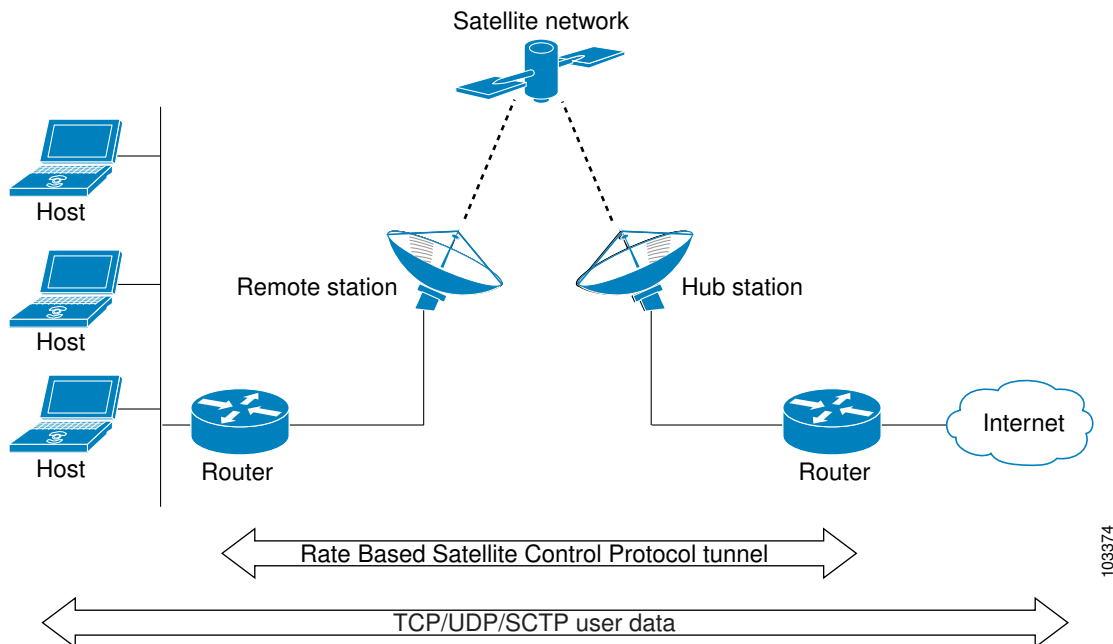 Satellite network
Host
Remote station
Hub station
Host
Internet
Host
Router
Router
Rate Based Satellite Control Protocol tunnel
103374
TCP/UDP/SCTP user data